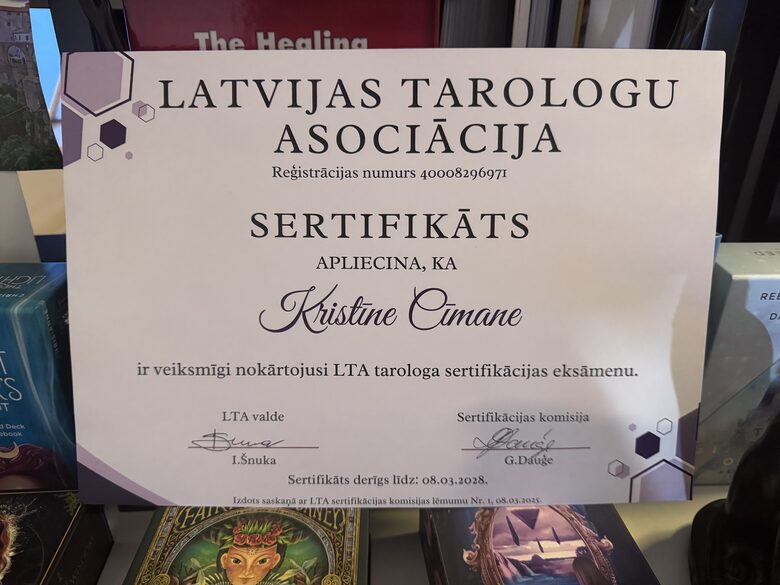 The Healing
LATVIJAS TAROLOGU
ASOCIĀCIJA
Reģistrācijas numurs 40008296971
SERTIFIKĀTS
APLIECINA, KA
Kristīne Cīmane
ir veiksmīgi nokārtojusi LTA tarologa sertifikācijas eksāmenu.
LTA valde
Sertifikācijas komisija
I.Šnuka
G.Dauģe
Sertifikāts derīgs līdz: 08.03.2028.
Izdots saskaņā ar LTA sertifikācijas komisijas lēmumu Nr. 1, 08.03.2025.